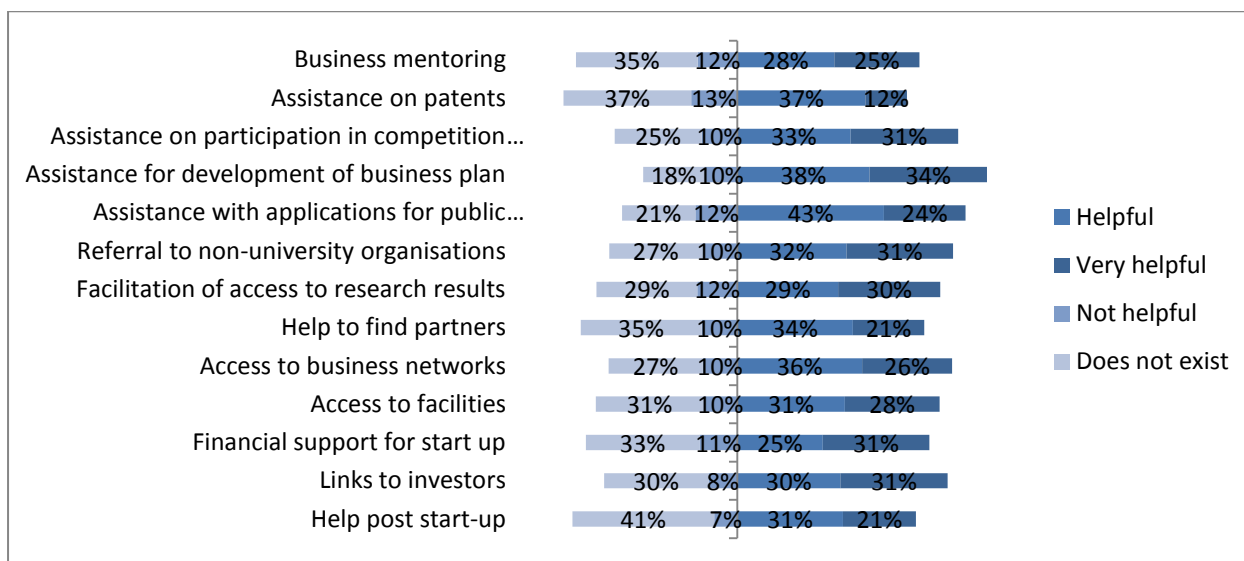 Business mentoring 35% 12% 28% 25%
Assistance on patents 37% 13% 37% 12%
Assistance on participation in competition… 25% 10% 33% 31%
Assistance for development of business plan 18% 10% 38% 34%
Assistance with applications for public… 21% 12% 43% 24%
Referral to non-university organisations 27% 10% 32% 31%
Facilitation of access to research results 29% 12% 29% 30%
Help to find partners 35% 10% 34% 21%
Access to business networks 27% 10% 36% 26%
Access to facilities 31% 10% 31% 28%
Financial support for start up 33% 11% 25% 31%
Links to investors 30% 8% 30% 31%
Help post start-up 41% 7% 31% 21%
Helpful
Very helpful
Not helpful
Does not exist